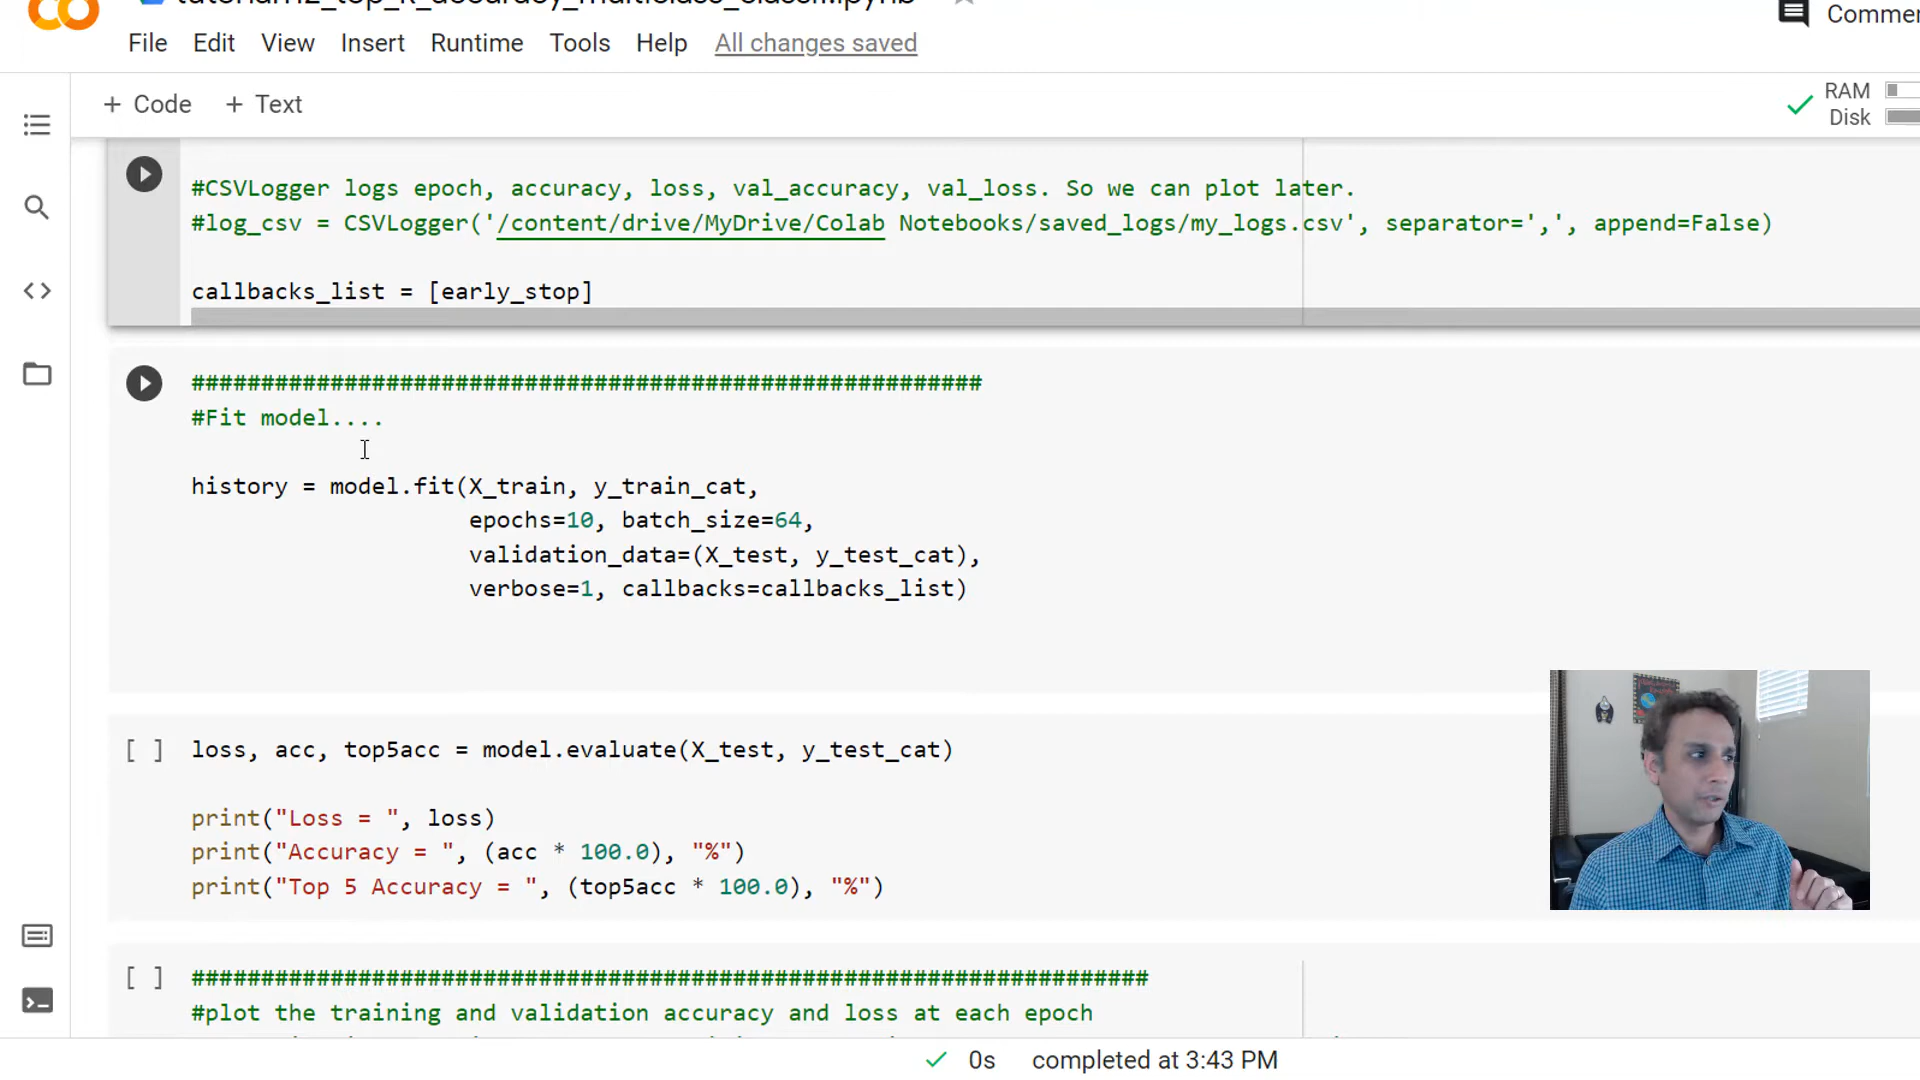 File Edit View Insert Runtime Tools Help All changes saved
Comme
+ Code + Text
RAM
Disk
#CSVLogger logs epoch, accuracy, loss, val_accuracy, val_loss. So we can plot later.
#log_csv = CSVLogger('/content/drive/MyDrive/Colab Notebooks/saved_logs/my_logs.csv', separator=',', append=False)
callbacks_list = [early_stop]
#########################################################
#Fit model....
history = model.fit(X_train, y_train_cat,
epochs=10, batch_size=64,
validation_data=(X_test, y_test_cat),
verbose=1, callbacks=callbacks_list)
[ ] loss, acc, top5acc = model.evaluate(X_test, y_test_cat)
print("Loss = ", loss)
print("Accuracy = ", (acc * 100.0), "%")
print("Top 5 Accuracy = ", (top5acc * 100.0), "%")
[ ] #####################################################################
#plot the training and validation accuracy and loss at each epoch
0s completed at 3:43 PM